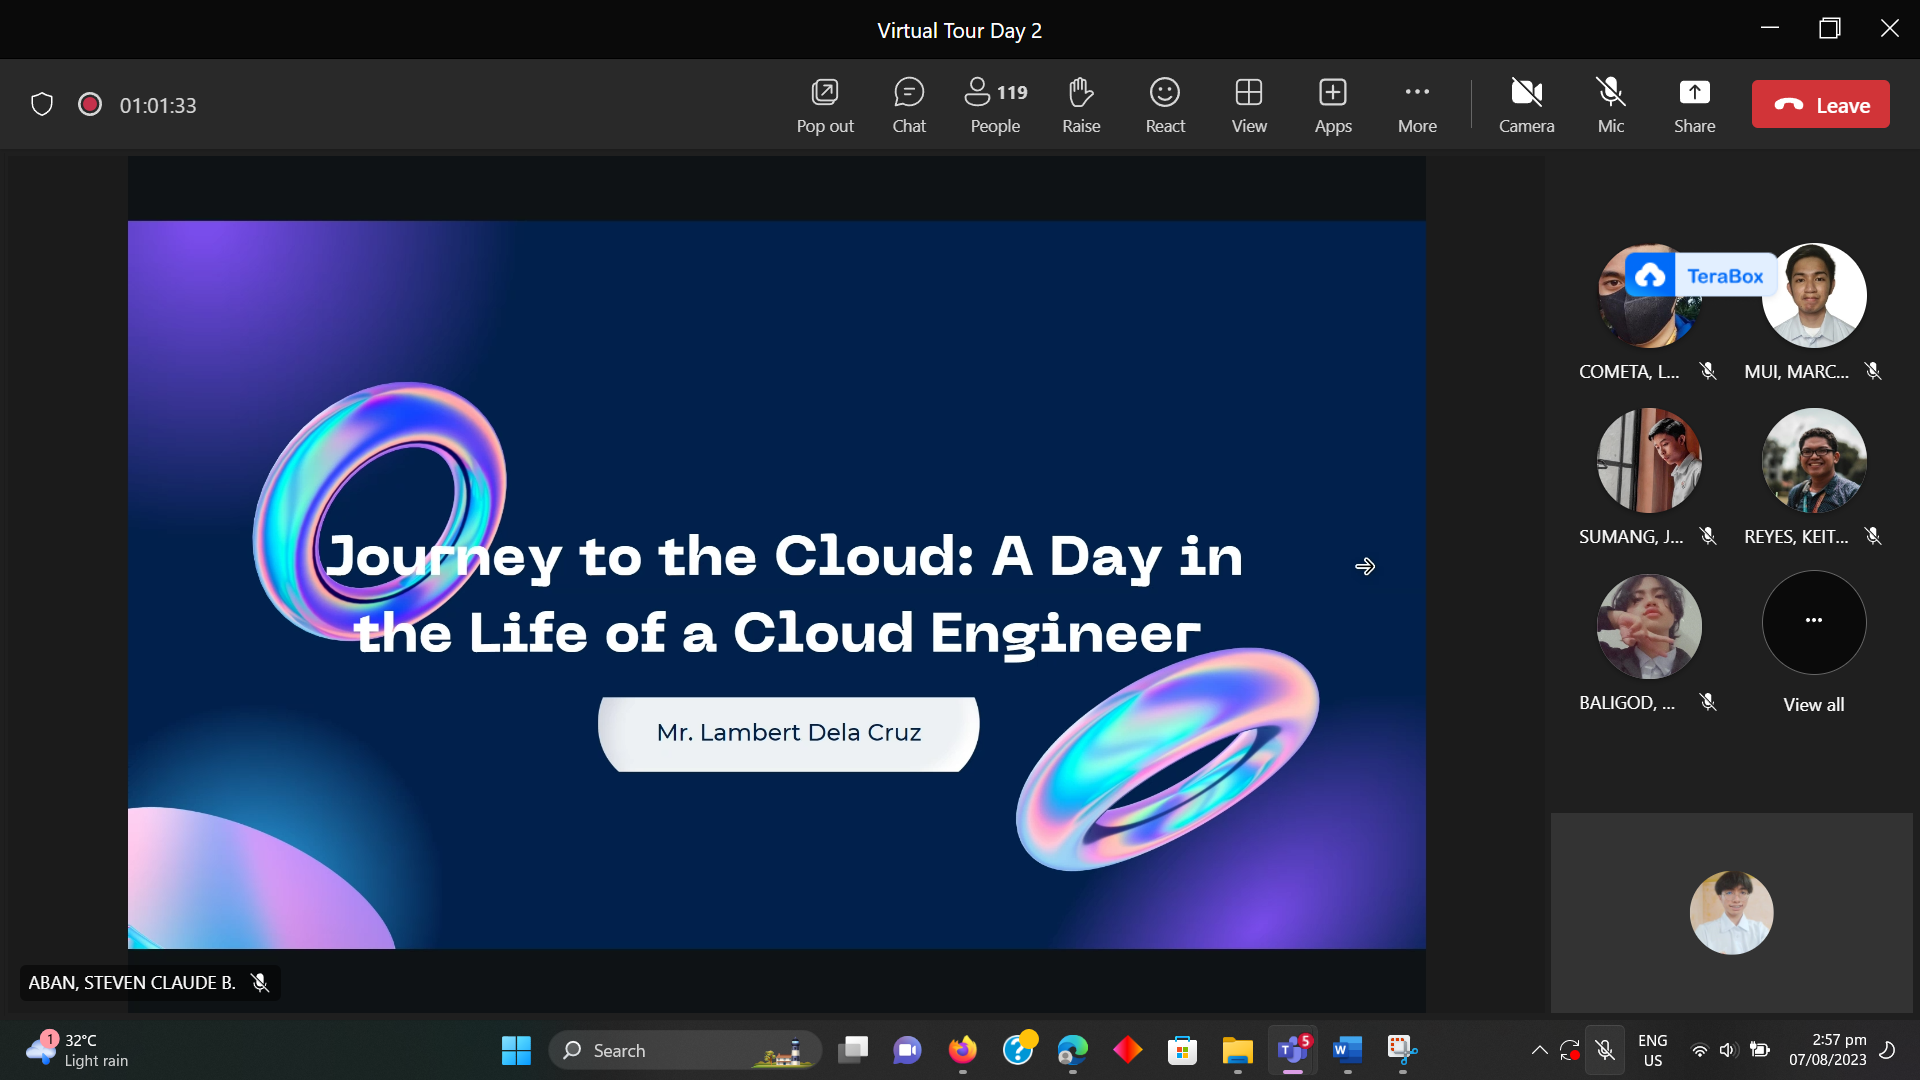 Virtual Tour Day 2
01:01:33
Pop out
Chat
119
People
Raise
React
View
Apps
More
Camera
Mic
Share
Leave
Journey to the Cloud: A Day in
the Life of a Cloud Engineer
Mr. Lambert Dela Cruz
TeraBox
COMETA, L...
MUI, MARC...
SUMANG, J...
REYES, KEIT...
BALIGOD, ...
View all
ABAN, STEVEN CLAUDE B.
1
32°C
Light rain
Search
5
ENG
US
2:57 pm
07/08/2023